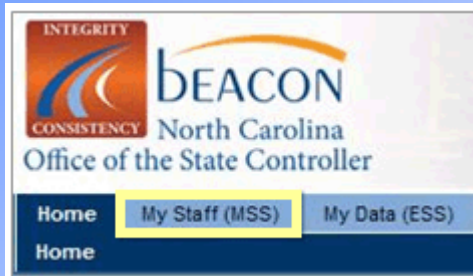 INTEGRITY
CONSISTENCY
bEACON
North Carolina
Office of the State Controller
Home My Staff (MSS) My Data (ESS)
Home